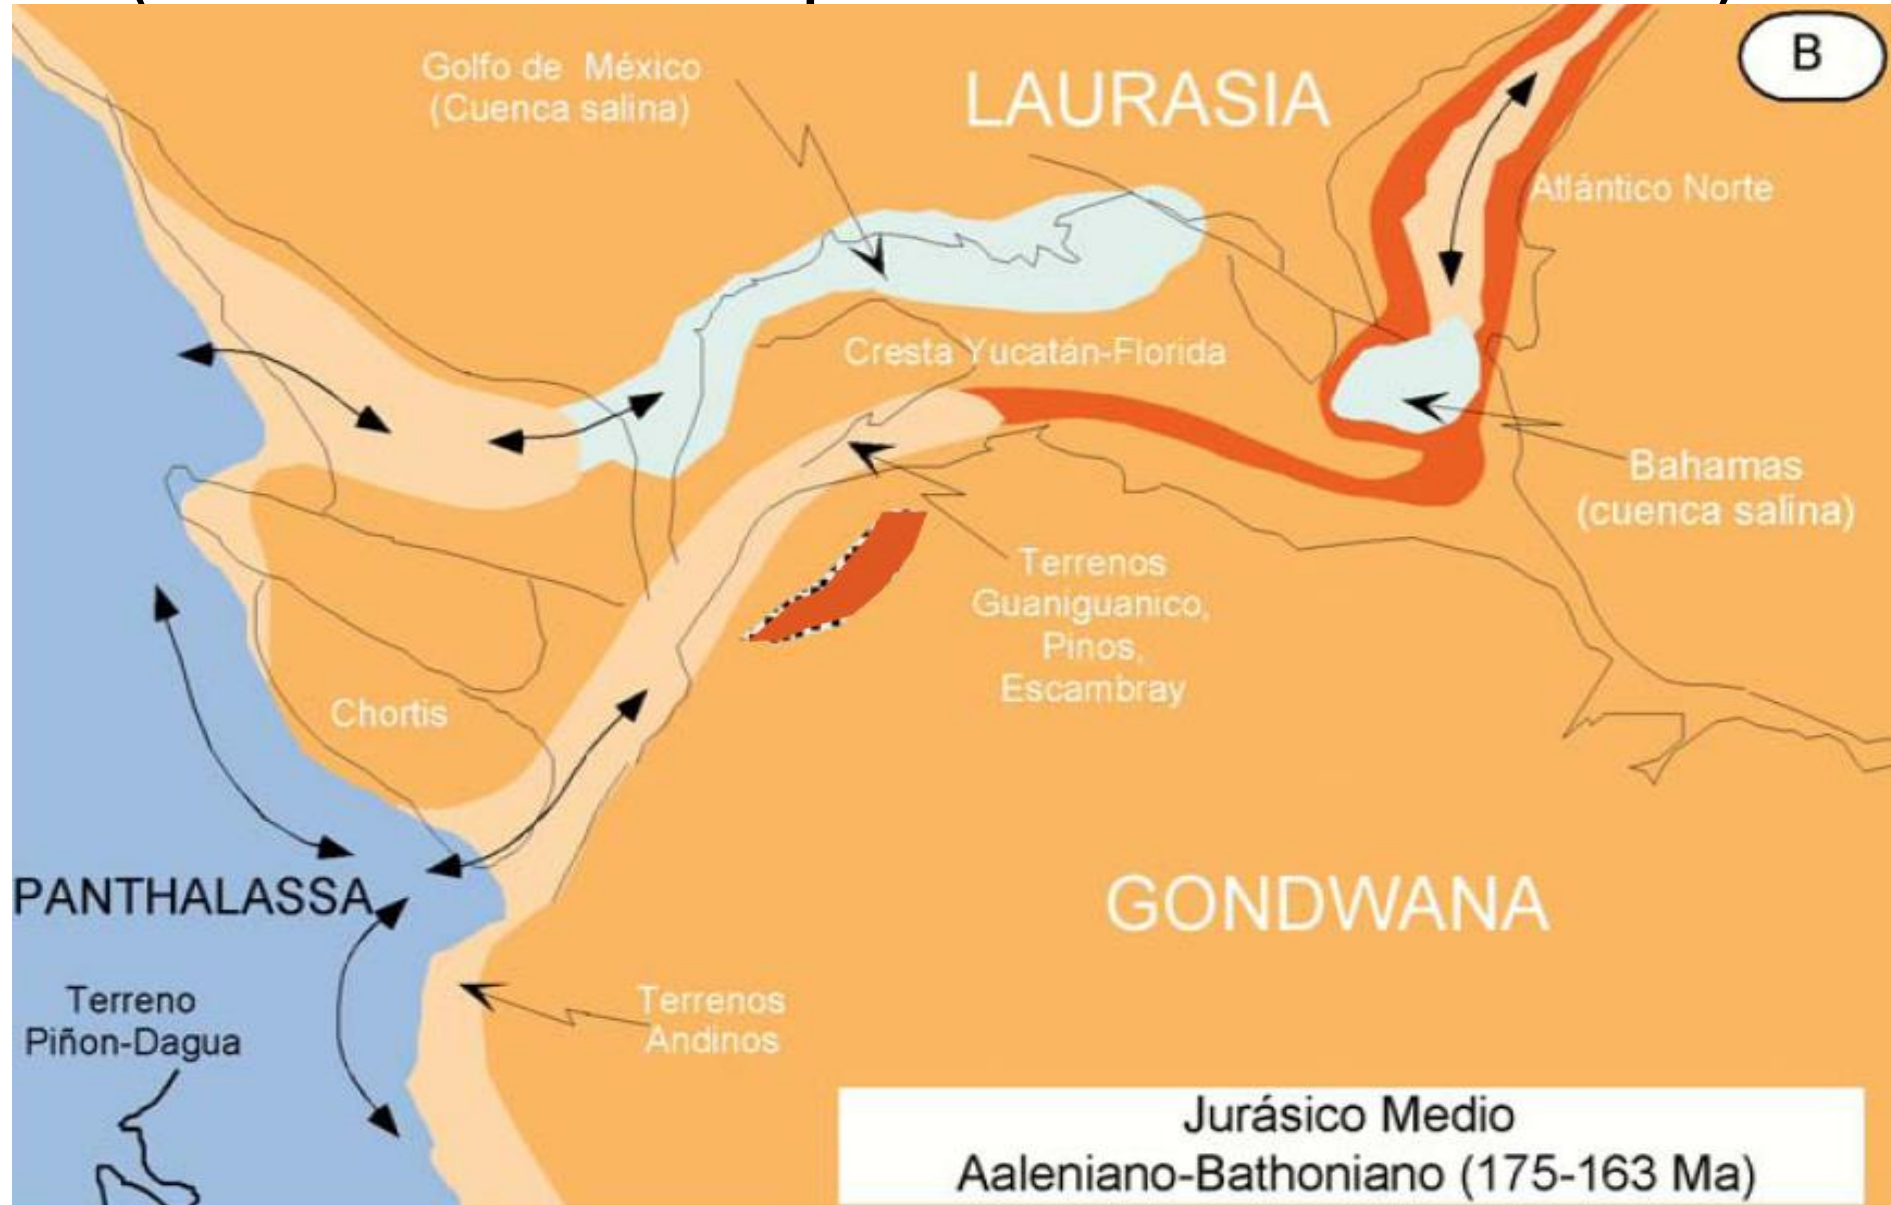 B
Golfo de México
(Cuenca salina)
LAURASIA
Atlántico Norte
Cresta Yucatán-Florida
Bahamas
(cuenca salina)
Terrenos
Guaniguanico,
Pinos,
Escambray
Chortis
PANTHALASSA
GONDWANA
Terreno
Piñon-Dagua
Terrenos
Andinos
Jurásico Medio
Aaleniano-Bathoniano (175-163 Ma)